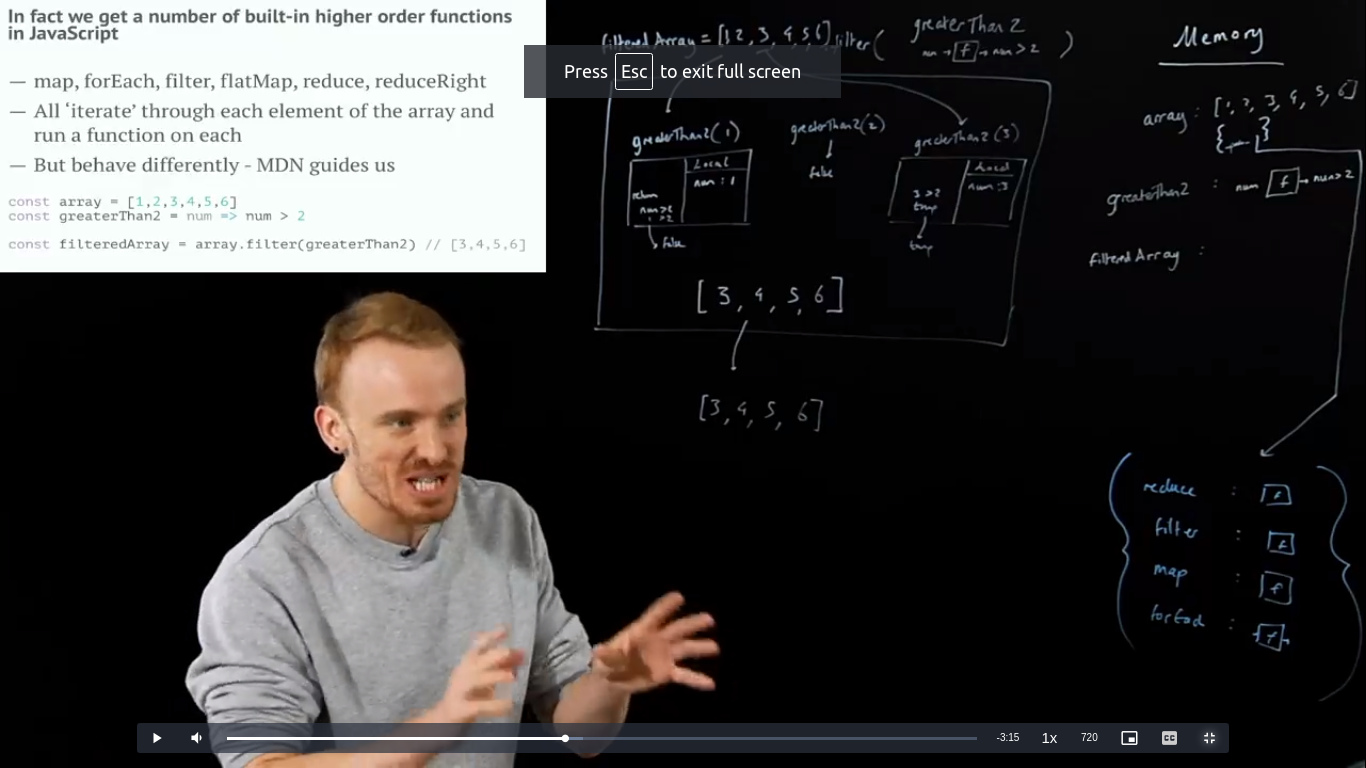 In fact we get a number of built-in higher order functions
in JavaScript
— map, forEach, filter, flatMap, reduce, reduceRight
— All ‘iterate’ through each element of the array and
run a function on each
— But behave differently - MDN guides us
const array = [1,2,3,4,5,6]
const greaterThan2 = num => num > 2
const filteredArray = array.filter(greaterThan2) // [3,4,5,6]
Press Esc to exit full screen
filteredArray = [1 2, 3, 4, 5, 6].filter( greaterThan2 )
num → f → num > 2
greaterThan2(1)
Local
num : 1
return
num >2
1 >2
false
greaterThan2(2)
false
greaterThan2(3)
Local
num : 3
3 >2
[3, 4, 5, 6]
[3, 4, 5, 6]
Memory
array : [1, 2, 3, 4, 5, 6]
greaterThan2 : num f → num>2
filteredArray :
reduce : f
filter : f
map : f
forEach : f
-3:15
1x
720
CC